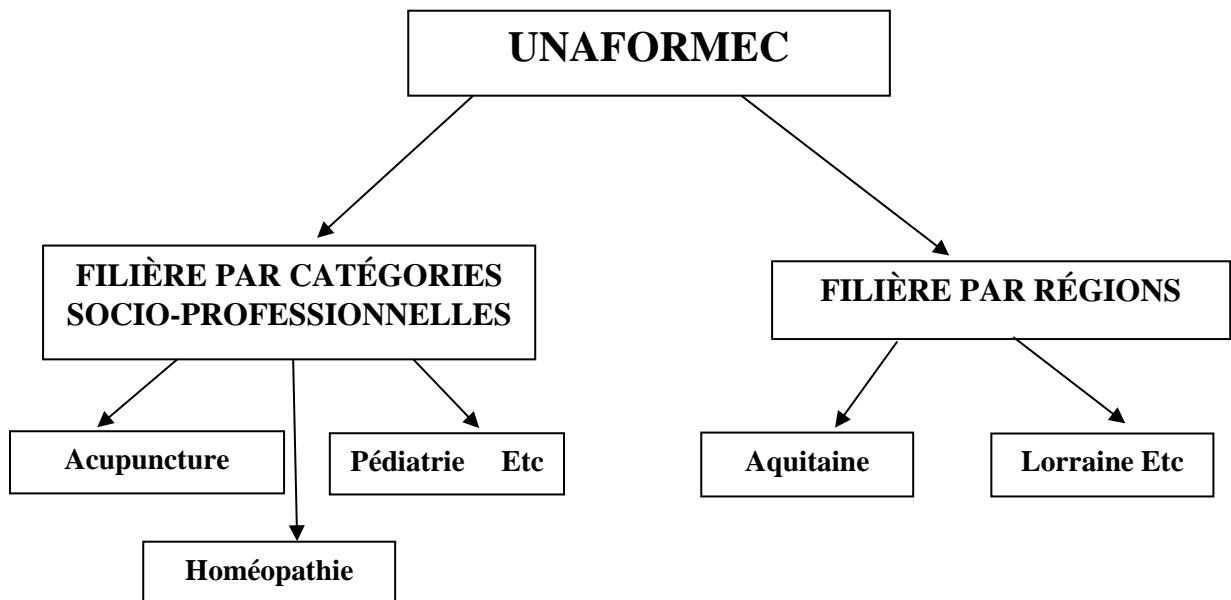 UNAFORMEC
FILIÈRE PAR CATÉGORIES
SOCIO-PROFESSIONNELLES
FILIÈRE PAR RÉGIONS
Acupuncture
Pédiatrie Etc
Aquitaine
Lorraine Etc
Homéopathie